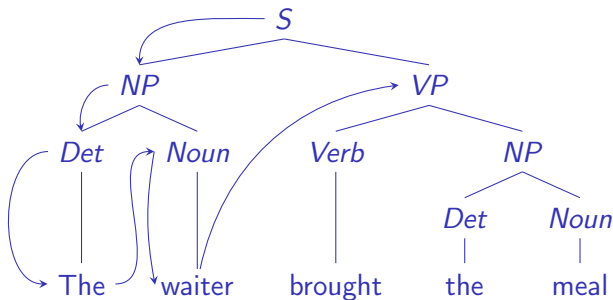 S
NP VP
Det Noun Verb NP
Det Noun
The waiter brought the meal